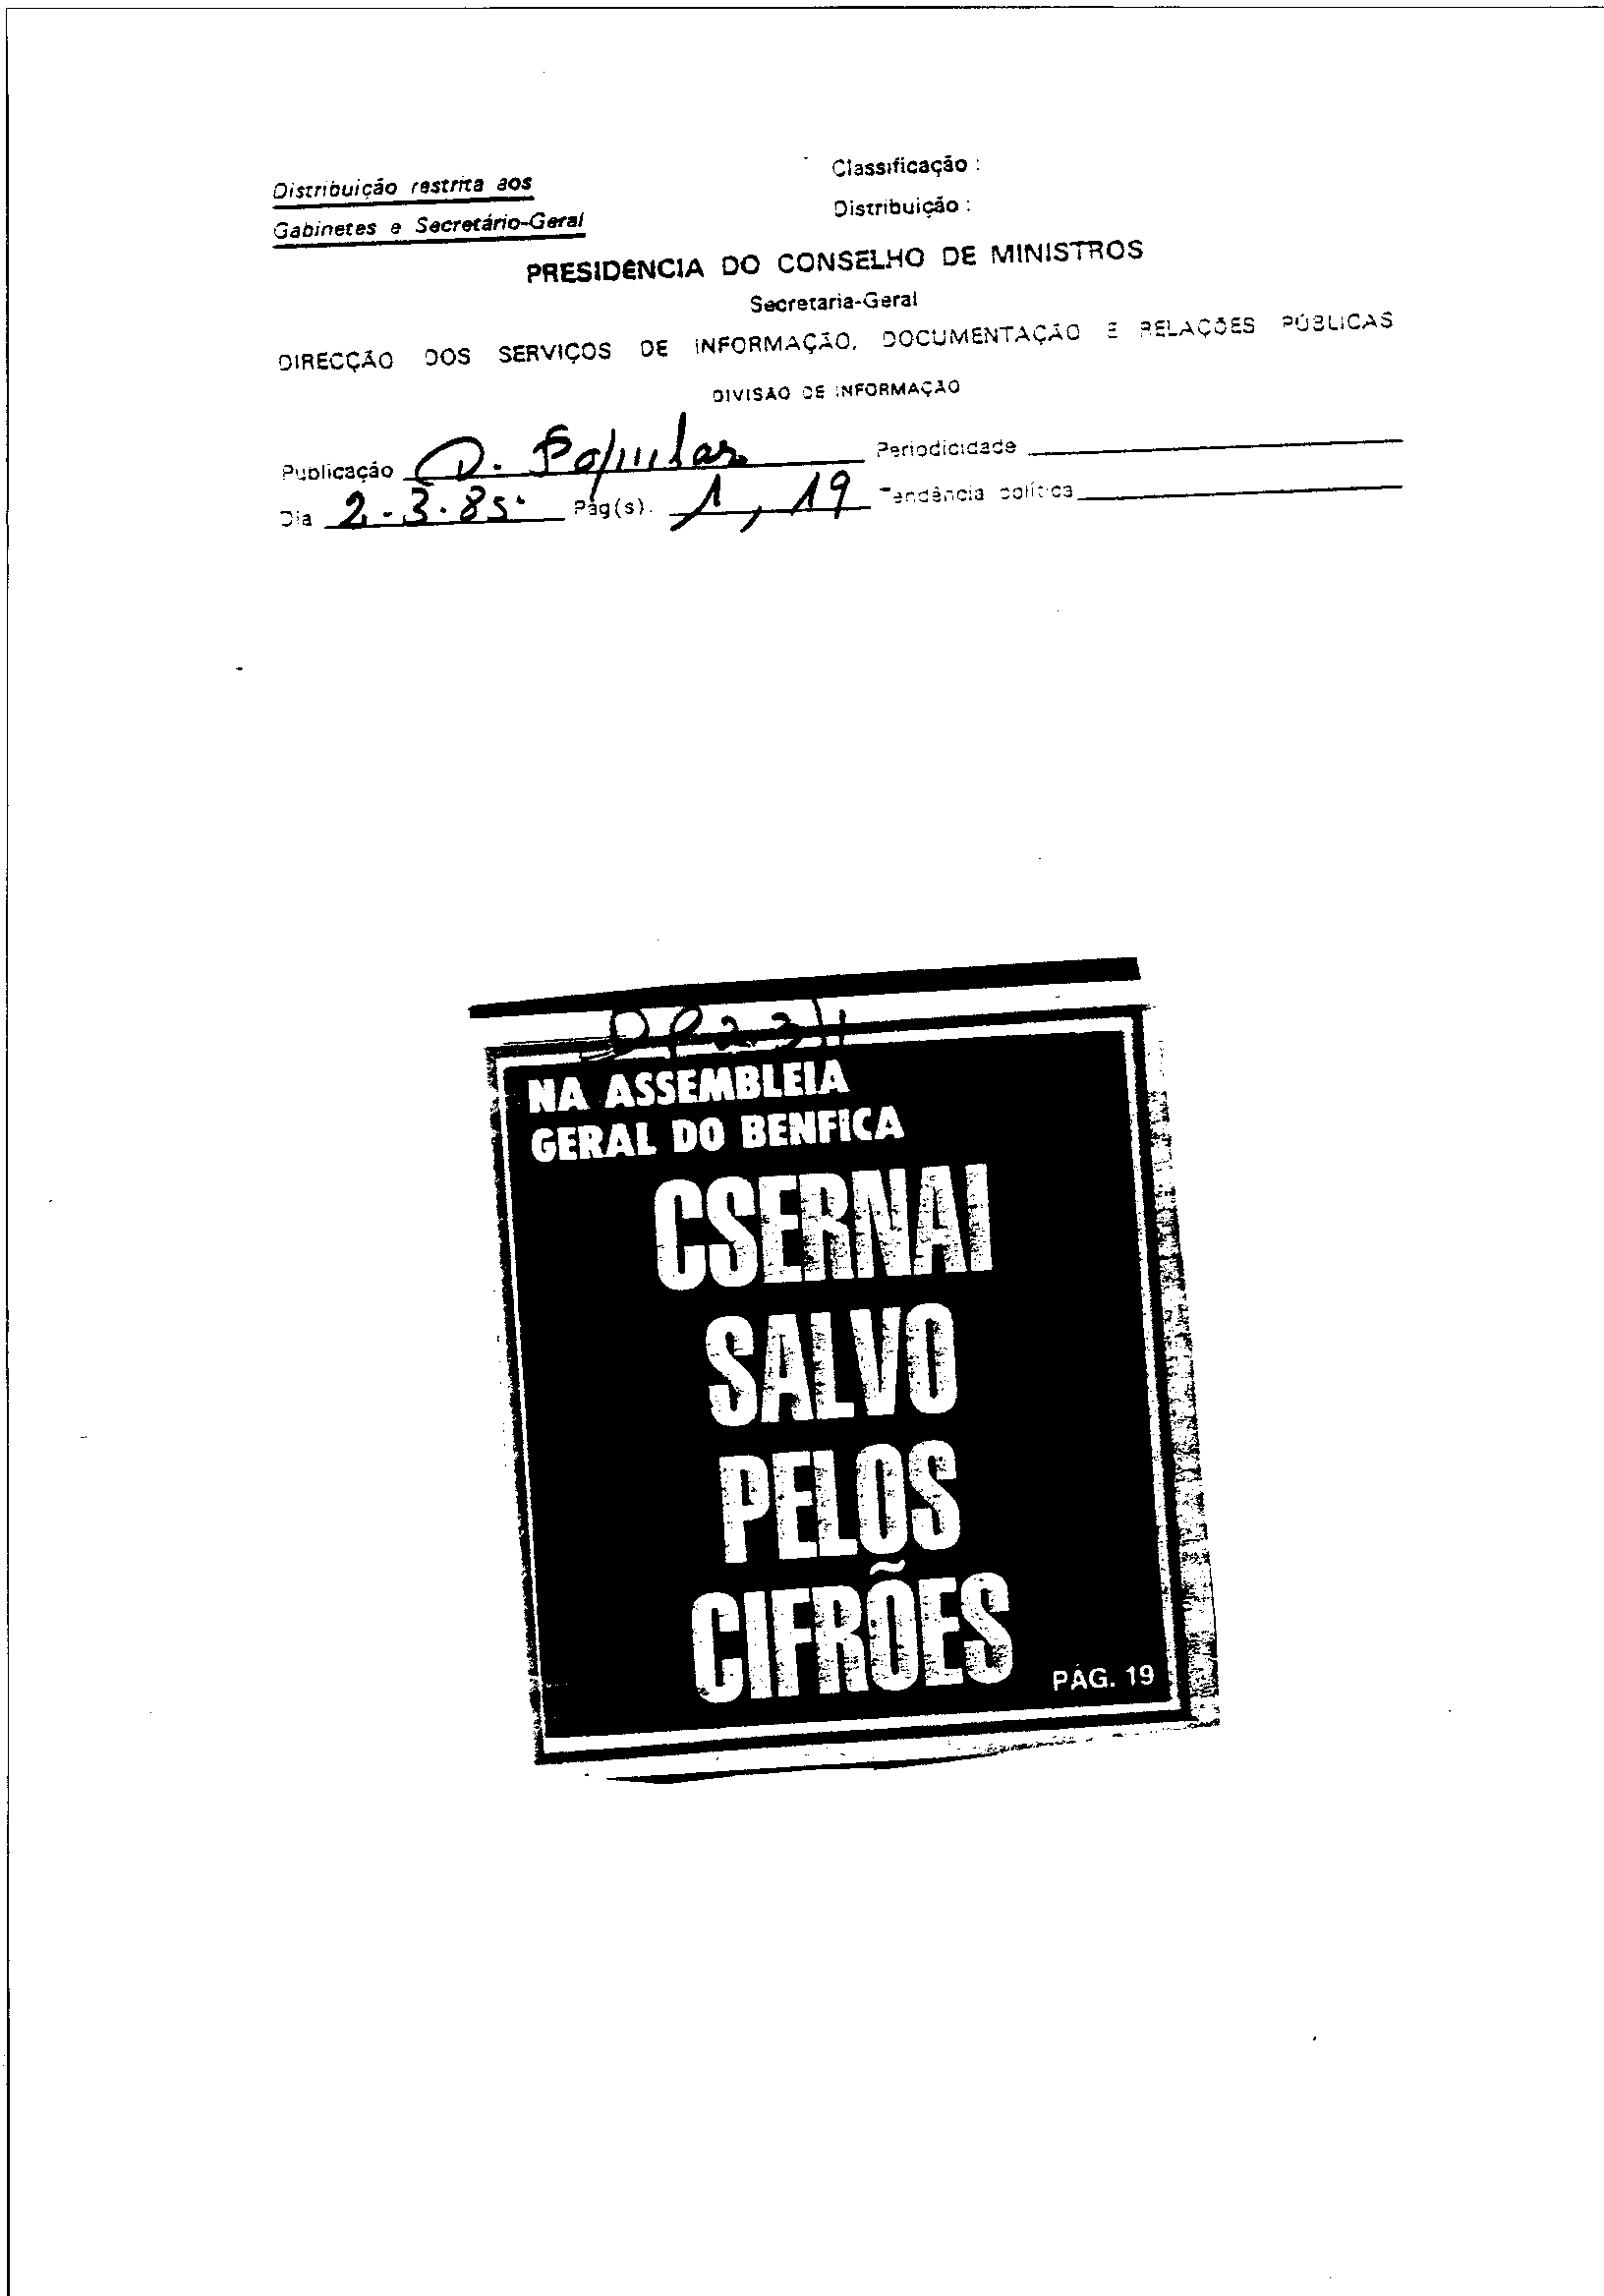 Distribuição restrita aos
Gabinetes e Secretário-Geral
Classificação :
Distribuição :
PRESIDÊNCIA DO CONSELHO DE MINISTROS
Secretaria-Geral
DIRECÇÃO DOS SERVIÇOS DE INFORMAÇÃO, DOCUMENTAÇÃO E RELAÇÕES PÚBLICAS
DIVISÃO DE INFORMAÇÃO
Publicação D. Popular Periodicidade
Dia 2.3.85. Pág(s). 1, 19 Tendência política
NA ASSEMBLEIA
GERAL DO BENFICA
CSERNAI
SALVO
PELOS
CIFRÕES
PÁG. 19